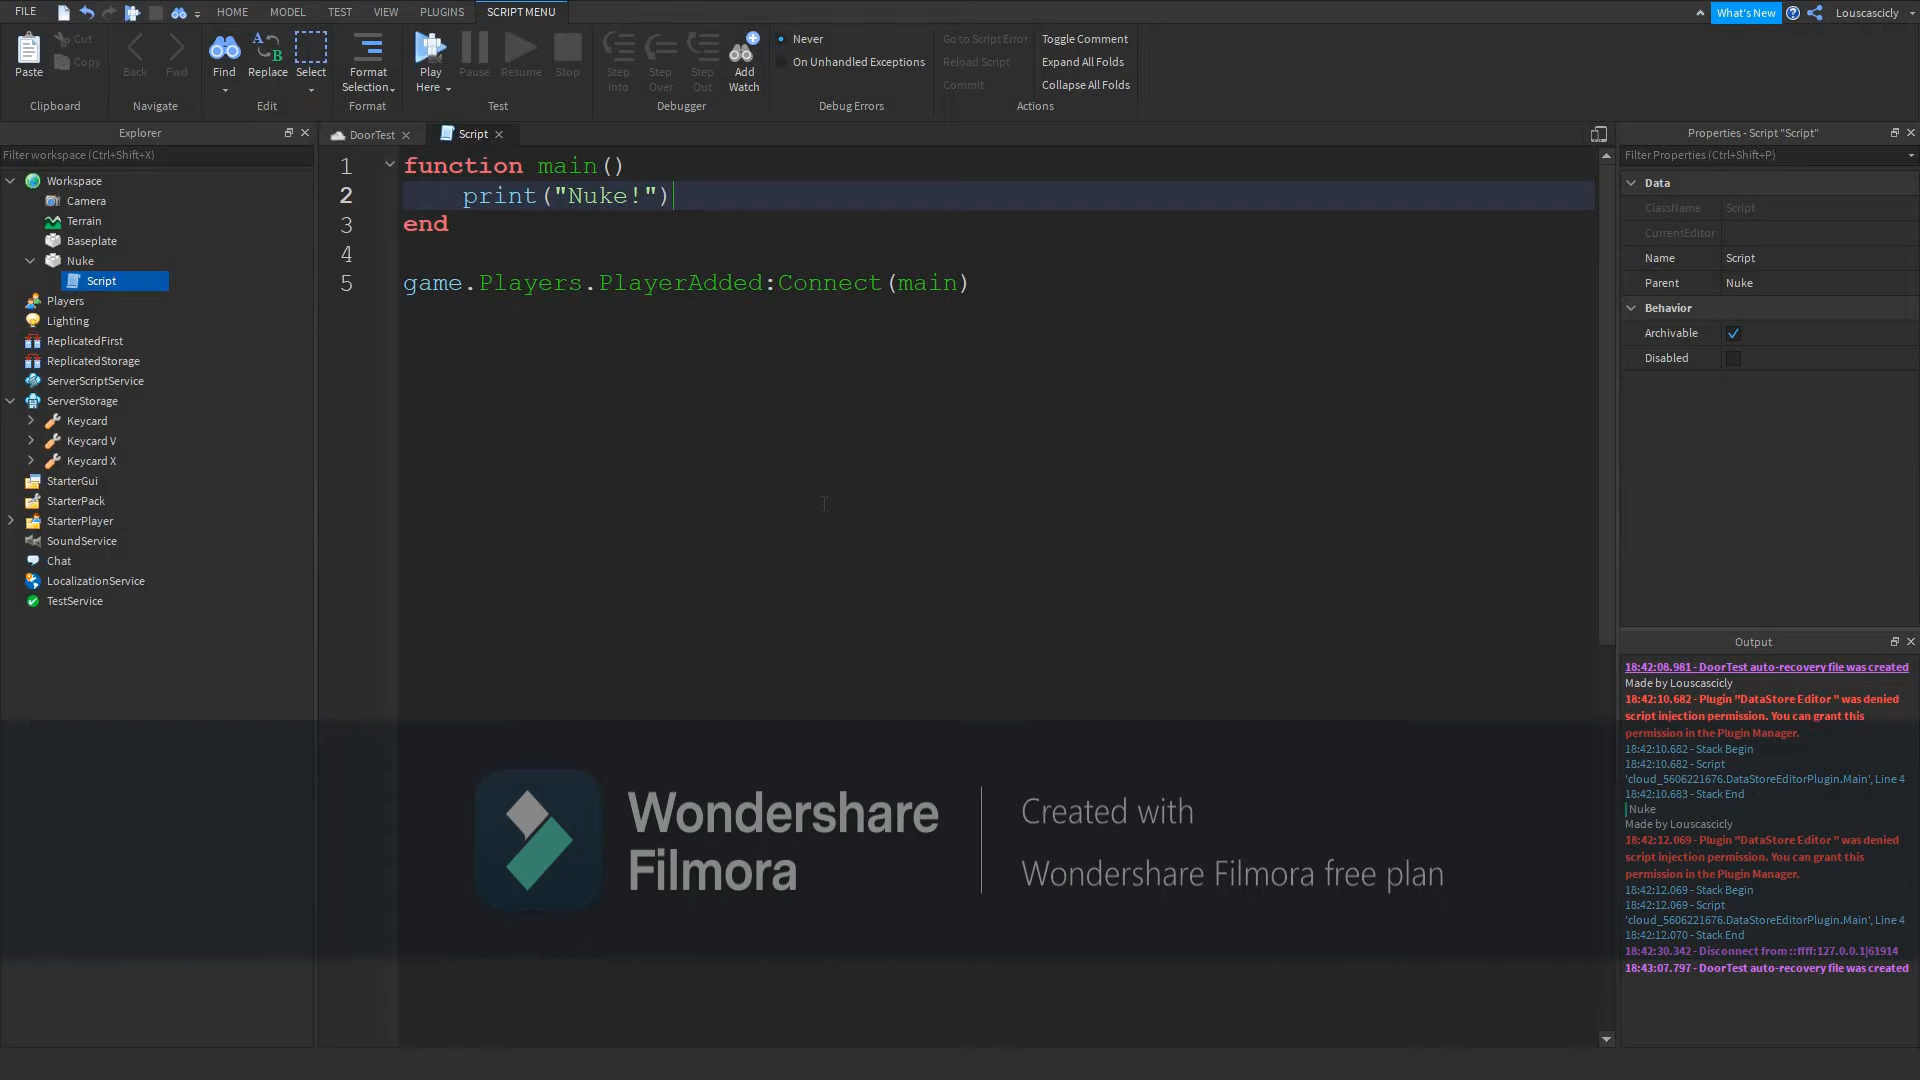 FILE
HOME
MODEL
TEST
VIEW
PLUGINS
SCRIPT MENU
What's New
Louscascicly
Paste
Cut
Copy
Clipboard
Back
Fwd
Navigate
Find
Replace
Select
Edit
Format
Selection
Format
Play
Here
Pause
Resume
Stop
Test
Step
Into
Step
Over
Step
Out
Add
Watch
Debugger
Never
On Unhandled Exceptions
Debug Errors
Go to Script Error
Reload Script
Commit
Toggle Comment
Expand All Folds
Collapse All Folds
Actions
Explorer
Filter workspace (Ctrl+Shift+X)
Workspace
Camera
Terrain
Baseplate
Nuke
Script
Players
Lighting
ReplicatedFirst
ReplicatedStorage
ServerScriptService
ServerStorage
Keycard
Keycard V
Keycard X
StarterGui
StarterPack
StarterPlayer
SoundService
Chat
LocalizationService
TestService
DoorTest
Script
1 function main()
2 print("Nuke!")
3 end
4
5 game.Players.PlayerAdded:Connect(main)
Properties - Script "Script"
Filter Properties (Ctrl+Shift+P)
Data
ClassName Script
CurrentEditor
Name Script
Parent Nuke
Behavior
Archivable
Disabled
Output
18:42:08.981 - DoorTest auto-recovery file was created
Made by Louscascicly
18:42:10.682 - Plugin "DataStore Editor " was denied
script injection permission. You can grant this
permission in the Plugin Manager.
18:42:10.682 - Stack Begin
18:42:10.682 - Script
'cloud_5606221676.DataStoreEditorPlugin.Main', Line 4
18:42:10.683 - Stack End
Nuke
Made by Louscascicly
18:42:12.069 - Plugin "DataStore Editor " was denied
script injection permission. You can grant this
permission in the Plugin Manager.
18:42:12.069 - Stack Begin
18:42:12.069 - Script
'cloud_5606221676.DataStoreEditorPlugin.Main', Line 4
18:42:12.070 - Stack End
18:42:30.342 - Disconnect from ::ffff:127.0.0.1|61914
18:43:07.797 - DoorTest auto-recovery file was created
Wondershare
Filmora
Created with
Wondershare Filmora free plan